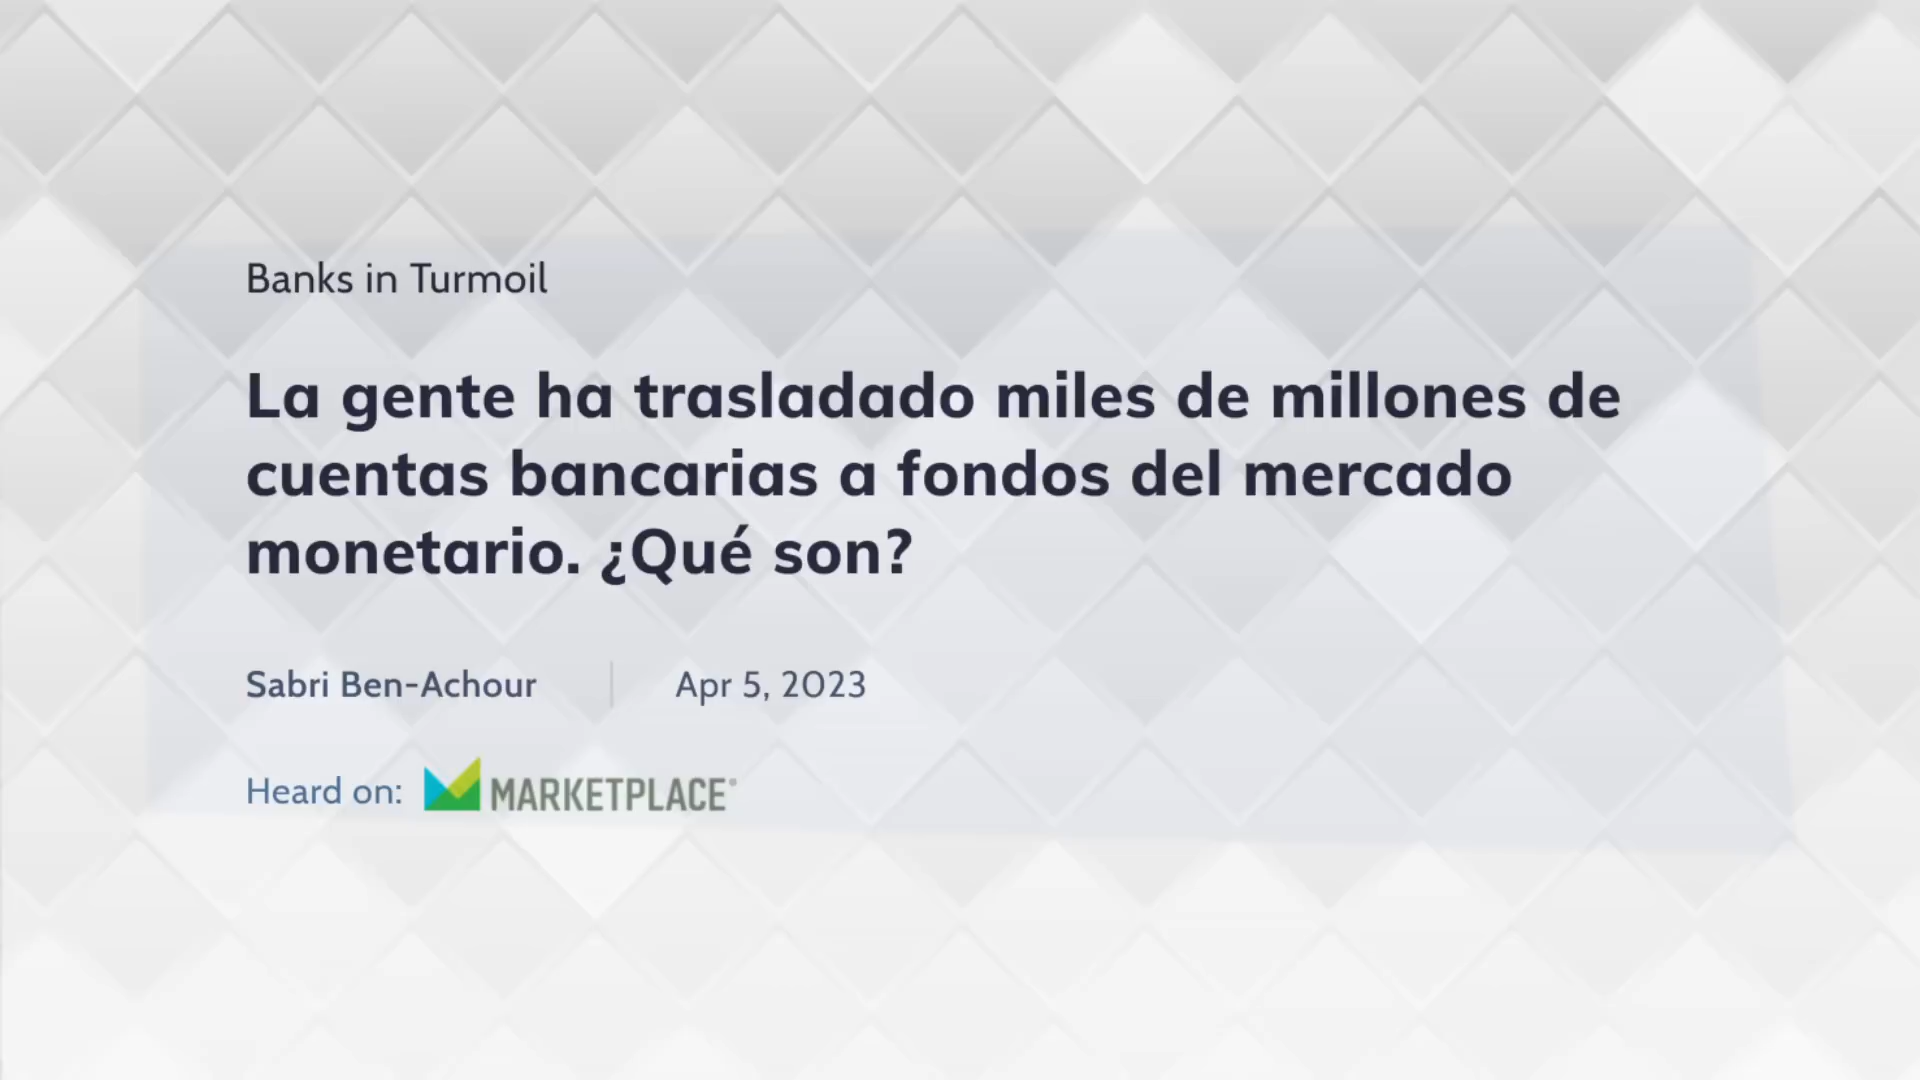 Banks in Turmoil
La gente ha trasladado miles de millones de
cuentas bancarias a fondos del mercado
monetario. ¿Qué son?
Sabri Ben-Achour | Apr 5, 2023
Heard on: MARKETPLACE®